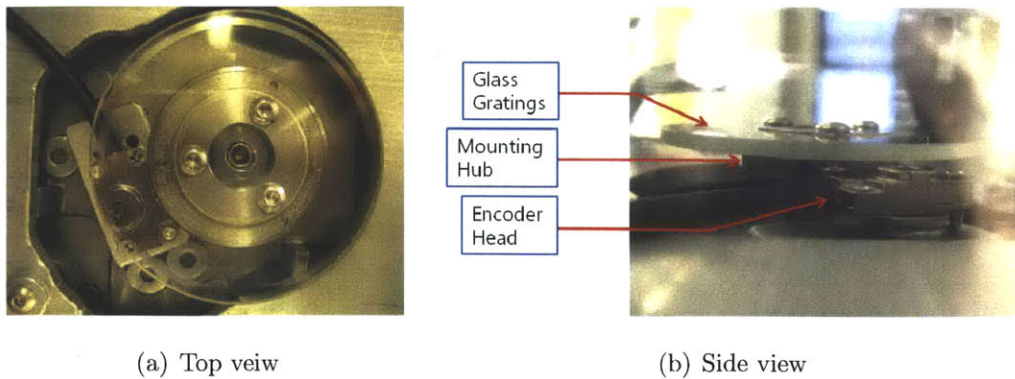 Glass
Gratings
Mounting
Hub
Encoder
Head
(a) Top veiw
(b) Side view